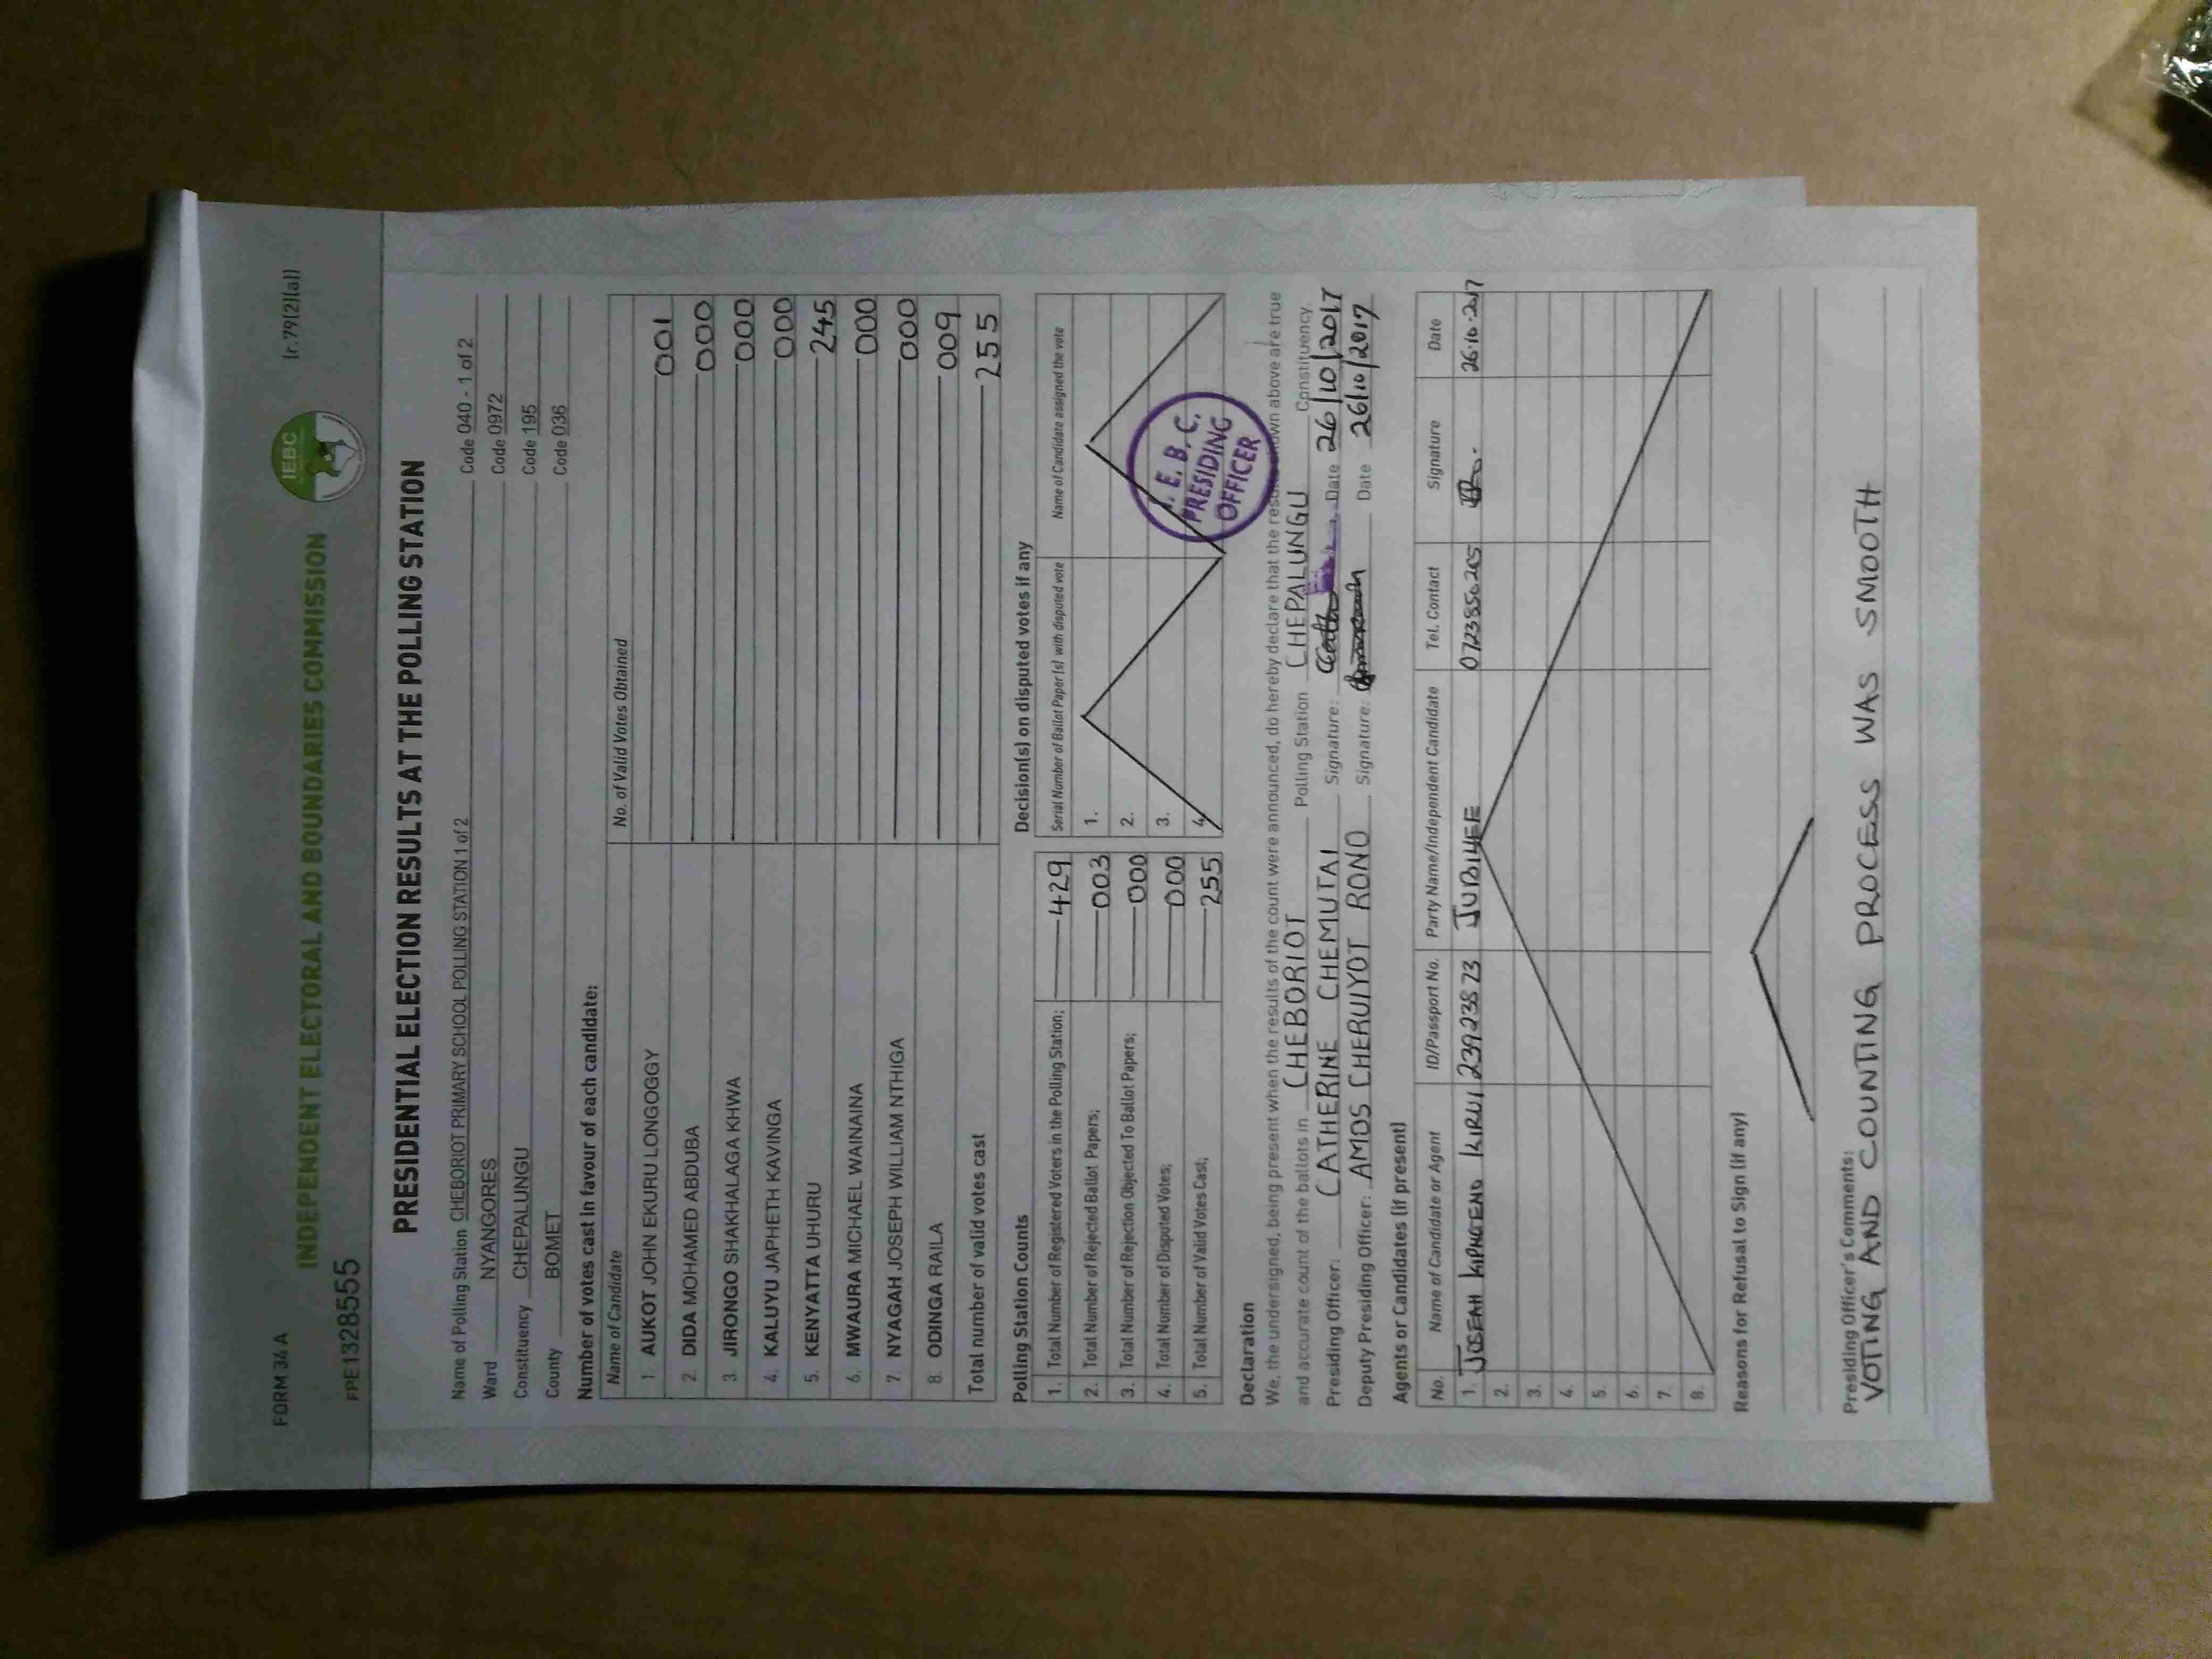 FORM 34 A
(r.79(2)(a))
IEBC
INDEPENDENT ELECTORAL AND BOUNDARIES COMMISSION
FPE1328555
PRESIDENTIAL ELECTION RESULTS AT THE POLLING STATION
Name of Polling Station CHEBORIOT PRIMARY SCHOOL POLLING STATION 1 of 2 Code 040 - 1 of 2
Ward NYANGORES Code 0972
Constituency CHEPALUNGU Code 195
County BOMET Code 036
Number of votes cast in favour of each candidate:
Name of Candidate No. of Valid Votes Obtained
1. AUKOT JOHN EKURU LONGOGGY 001
2. DIDA MOHAMED ABDUBA 000
3. JIRONGO SHAKHALAGA KHWA 000
4. KALUYU JAPHETH KAVINGA 000
5. KENYATTA UHURU 245
6. MWAURA MICHAEL WAINAINA 000
7. NYAGAH JOSEPH WILLIAM NTHIGA 000
8. ODINGA RAILA 009
Total number of valid votes cast 255
Polling Station Counts
1. Total Number of Registered Voters in the Polling Station; 429
2. Total Number of Rejected Ballot Papers; 003
3. Total Number of Rejection Objected To Ballot Papers; 000
4. Total Number of Disputed Votes; 000
5. Total Number of Valid Votes Cast; 255
Decision(s) on disputed votes if any
Serial Number of Ballot Paper (s) with disputed vote Name of Candidate assigned the vote
1.
2.
3.
4.
I. E. B. C.
PRESIDING
OFFICER
Declaration
We, the undersigned, being present when the results of the count were announced, do hereby declare that the results shown above are true
and accurate count of the ballots in CHEBORIOT Polling Station CHEPALUNGU Constituency.
Presiding Officer: CATHERINE CHEMUTAI Signature: Date 26/10/2017
Deputy Presiding Officer: AMOS CHERUIYOT RONO Signature: Date 26/10/2017
Agents or Candidates (if present)
No. Name of Candidate or Agent ID/Passport No. Party Name/Independent Candidate Tel. Contact Signature Date
1. JOSEAH KIPNGENO KIRUI 239238 23 JUBILEE 0723856205 26.10.2017
2.
3.
4.
5.
6.
7.
8.
Reasons for Refusal to Sign (if any)
Presiding Officer's Comments:
VOTING AND COUNTING PROCESS WAS SMOOTH